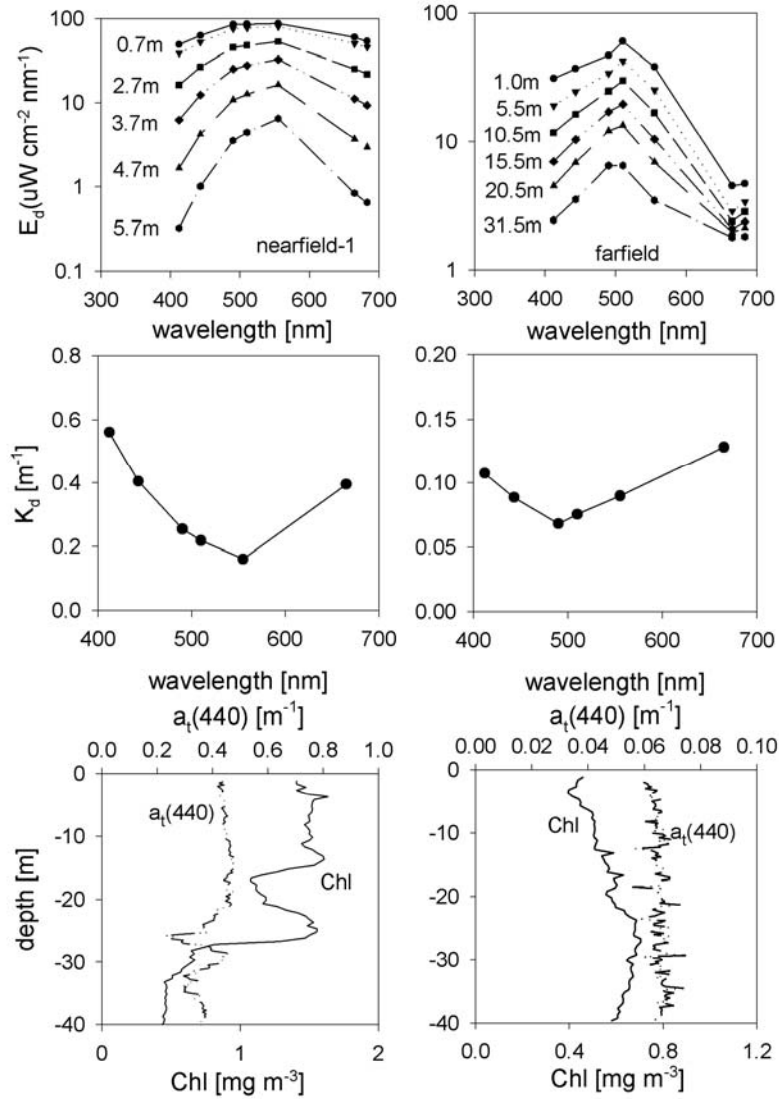 E_d(uW cm⁻² nm⁻¹)
100
10
1
0.1
0.7m
2.7m
3.7m
4.7m
5.7m
nearfield-1
300 400 500 600 700
wavelength [nm]
100
10
1
1.0m
5.5m
10.5m
15.5m
20.5m
31.5m
farfield
300 400 500 600 700
wavelength [nm]
K_d [m⁻¹]
0.8
0.6
0.4
0.2
0.0
400 500 600 700
wavelength [nm]
0.20
0.15
0.10
0.05
0.00
400 500 600 700
wavelength [nm]
a_t(440) [m⁻¹]
0.0 0.2 0.4 0.6 0.8 1.0
depth [m]
0
-10
-20
-30
-40
a_t(440)
Chl
0 1 2
Chl [mg m⁻³]
a_t(440) [m⁻¹]
0.00 0.02 0.04 0.06 0.08 0.10
0
-10
-20
-30
-40
Chl
a_t(440)
0.0 0.4 0.8 1.2
Chl [mg m⁻³]